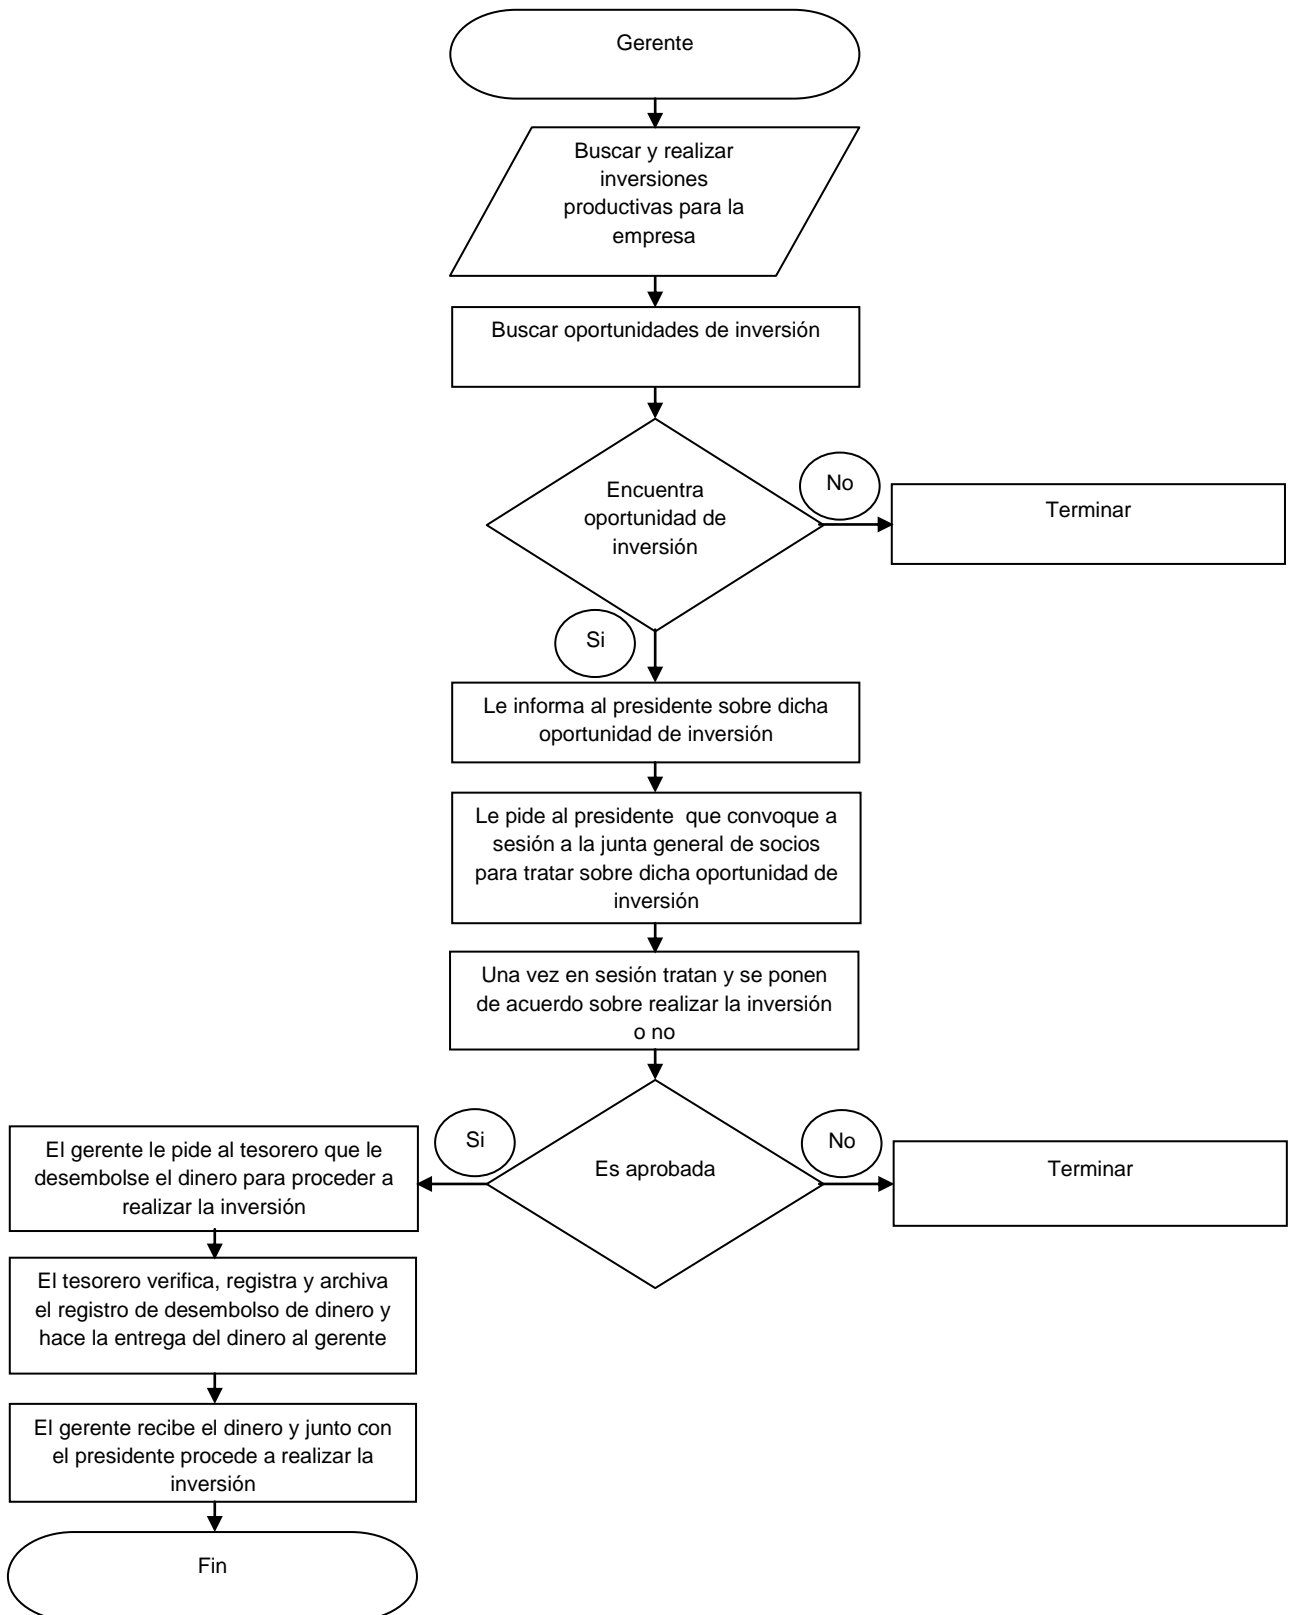 Gerente
Buscar y realizar
inversiones
productivas para la
empresa
Buscar oportunidades de inversión
Encuentra
oportunidad de
inversión
No
Terminar
Si
Le informa al presidente sobre dicha
oportunidad de inversión
Le pide al presidente  que convoque a
sesión a la junta general de socios
para tratar sobre dicha oportunidad de
inversión
Una vez en sesión tratan y se ponen
de acuerdo sobre realizar la inversión
o no
Es aprobada
No
Terminar
Si
El gerente le pide al tesorero que le
desembolse el dinero para proceder a
realizar la inversión
El tesorero verifica, registra y archiva
el registro de desembolso de dinero y
hace la entrega del dinero al gerente
El gerente recibe el dinero y junto con
el presidente procede a realizar la
inversión
Fin